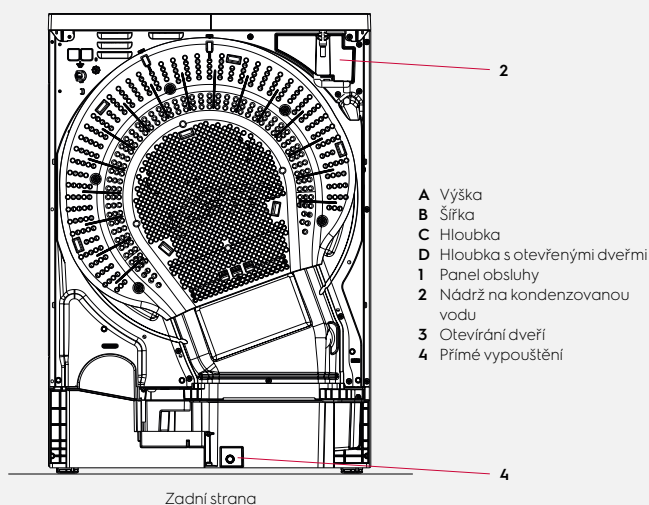 2
A Výška
B Šířka
C Hloubka
D Hloubka s otevřenými dveřmi
1 Panel obsluhy
2 Nádrž na kondenzovanou
vodu
3 Otevírání dveří
4 Přímé vypouštění
4
Zadní strana